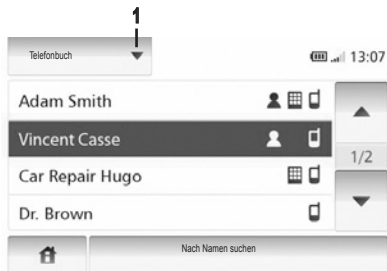 1
Telefonbuch 13:07
Adam Smith
Vincent Casse
1/2
Car Repair Hugo
Dr. Brown
Nach Namen suchen